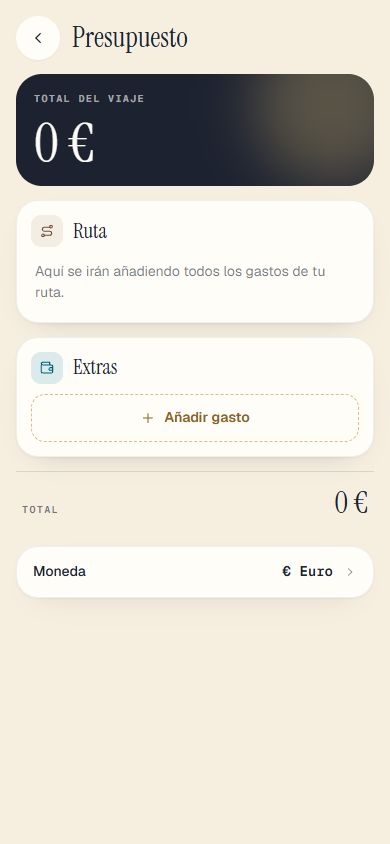 Presupuesto
TOTAL DEL VIAJE
0 €
Ruta
Aquí se irán añadiendo todos los gastos de tu
ruta.
Extras
+ Añadir gasto
TOTAL
0 €
Moneda
€ Euro